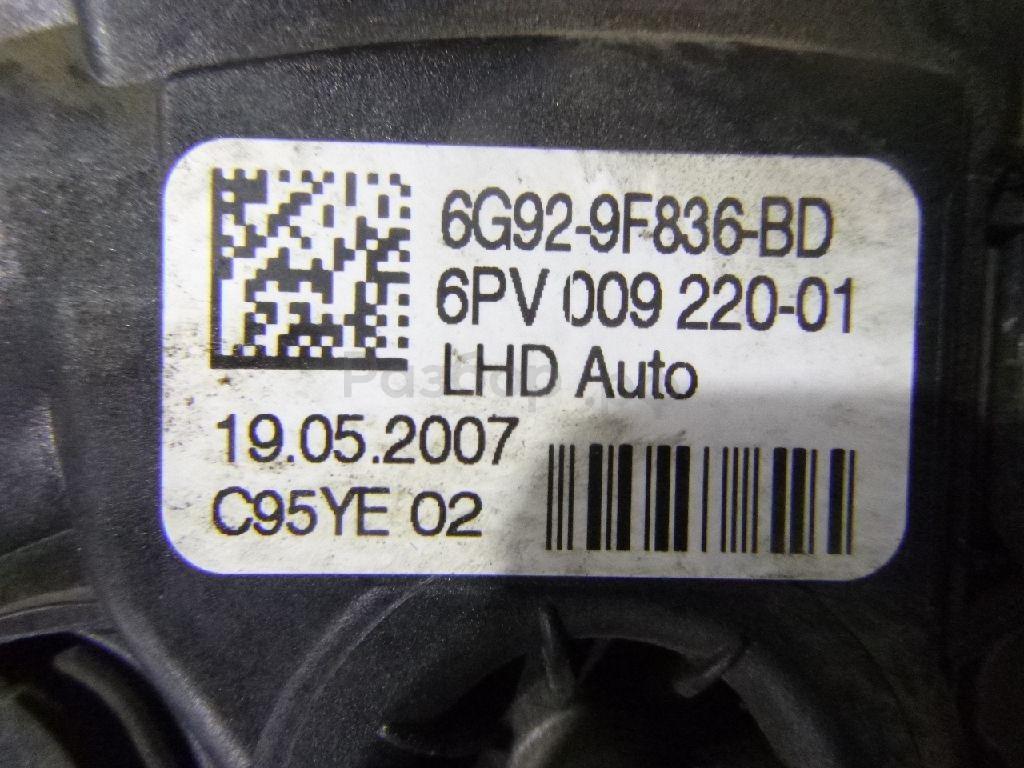 6G92-9F836-BD
6PV 009 220-01
LHD Auto
19.05.2007
C95YE 02